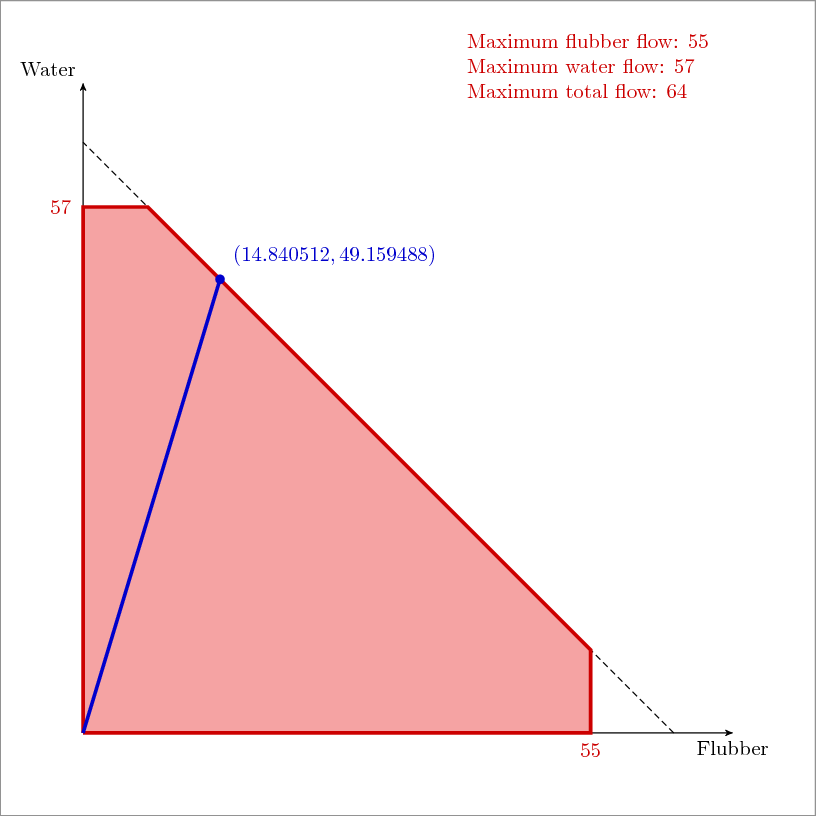 Maximum flubber flow: 55
Maximum water flow: 57
Maximum total flow: 64
Water
57
(14.840512, 49.159488)
55
Flubber